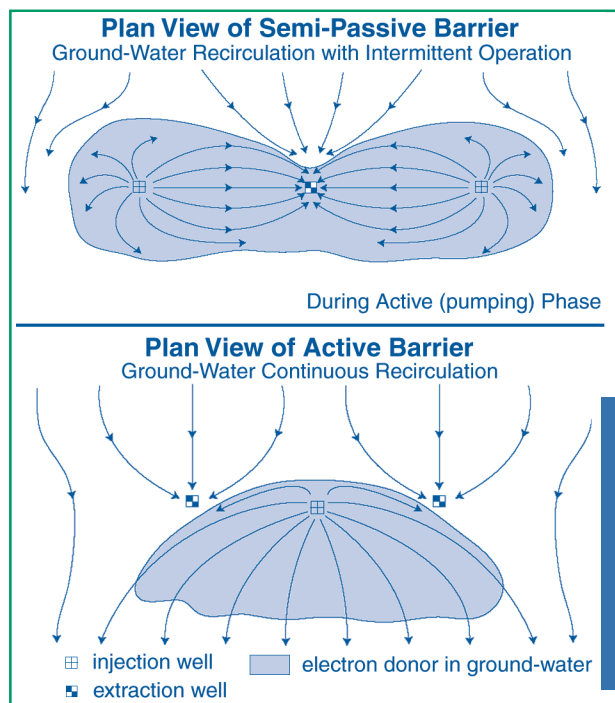 Plan View of Semi-Passive Barrier
Ground-Water Recirculation with Intermittent Operation
During Active (pumping) Phase
Plan View of Active Barrier
Ground-Water Continuous Recirculation
injection well
electron donor in ground-water
extraction well